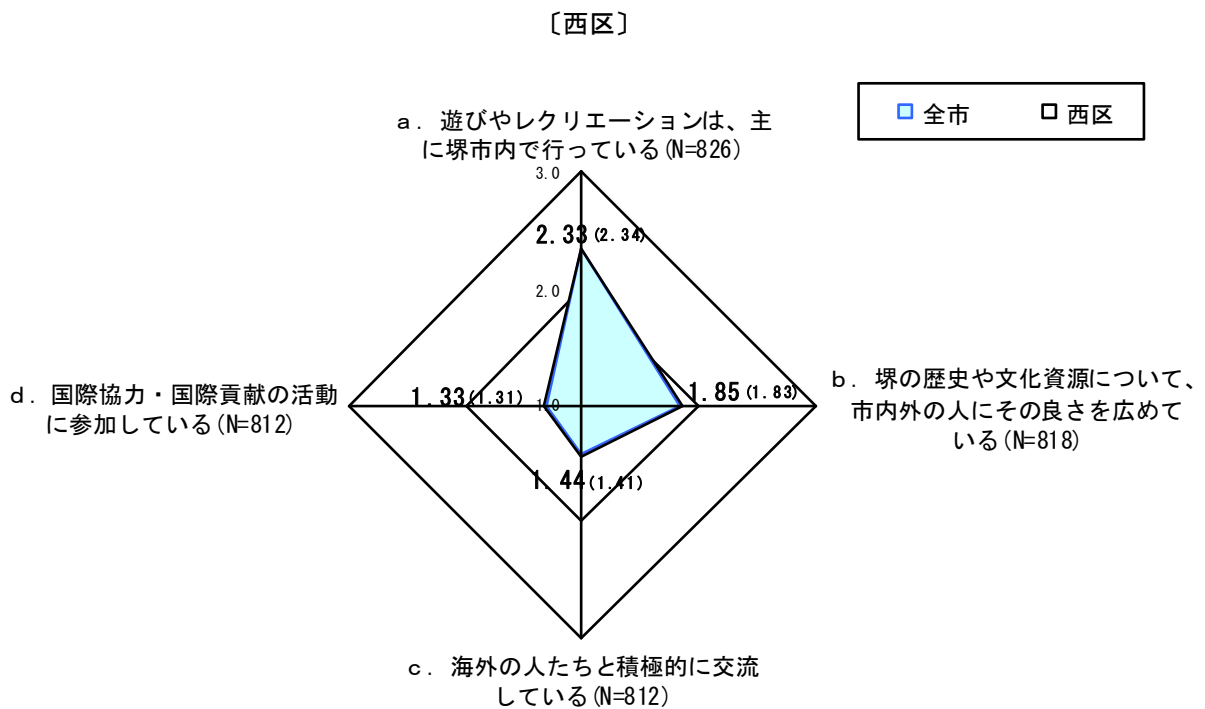 〔西区〕
全市
西区
a. 遊びやレクリエーションは、主
に堺市内で行っている(N=826)
3.0
2.33(2.34)
2.0
d. 国際協力・国際貢献の活動
に参加している(N=812)
1.33(1.31)
1.0
1.85(1.83)
b. 堺の歴史や文化資源について、
市内外の人にその良さを広めて
いる(N=818)
1.44(1.41)
c. 海外の人たちと積極的に交流
している(N=812)